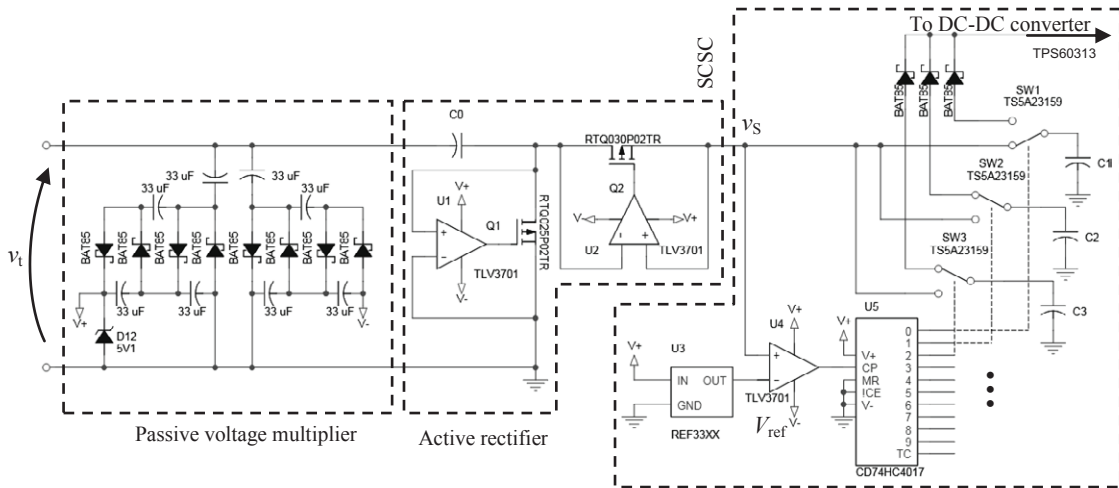 To DC-DC converter
TPS60313
SCSC
BAT85
BAT85
BAT85
SW1
TS5A23159
C0
RTQ030P02TR
vS
C1
SW2
TS5A23159
33 uF
33 uF
33 uF
33 uF
V+
U1
Q1
RTQC25P02TR
Q2
V-
V+
U2
TLV3701
C2
SW3
TS5A23159
vt
BAT85
BAT85
BAT85
BAT85
BAT85
BAT85
BAT85
BAT85
+
−
TLV3701
V-
33 uF
33 uF
33 uF
33 uF
V+
V-
D12
5V1
C3
U5
U4
V+
V+
U3
V+
IN
OUT
GND
REF33XX
+
−
TLV3701
Vref
V-
V+
CP
MR
ICE
V-
0
1
2
3
4
5
6
7
8
9
TC
CD74HC4017
Passive voltage multiplier
Active rectifier